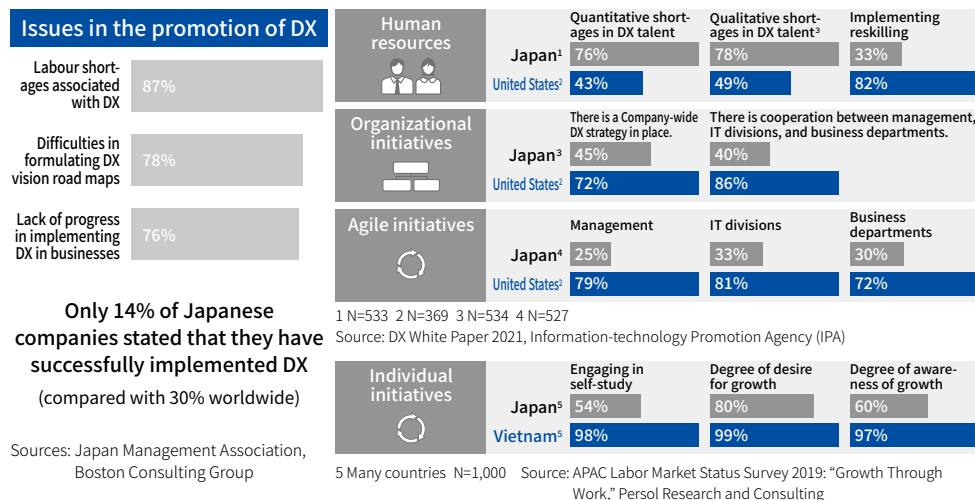 Issues in the promotion of DX
Labour short-
ages associated
with DX
87%
Difficulties in
formulating DX
vision road maps
78%
Lack of progress
in implementing
DX in businesses
76%
Only 14% of Japanese
companies stated that they have
successfully implemented DX
(compared with 30% worldwide)
Sources: Japan Management Association,
Boston Consulting Group
Human
resources
Quantitative short-
ages in DX talent
Qualitative short-
ages in DX talent³
Implementing
reskilling
Japan¹ 76% 78% 33%
United States² 43% 49% 82%
Organizational
initiatives
There is a Company-wide
DX strategy in place.
There is cooperation between management,
IT divisions, and business departments.
Japan³ 45% 40%
United States² 72% 86%
Agile initiatives
Management
IT divisions
Business
departments
Japan⁴ 25% 33% 30%
United States² 79% 81% 72%
1 N=533 2 N=369 3 N=534 4 N=527
Source: DX White Paper 2021, Information-technology Promotion Agency (IPA)
Individual
initiatives
Engaging in
self-study
Degree of desire
for growth
Degree of aware-
ness of growth
Japan⁵ 54% 80% 60%
Vietnam⁵ 98% 99% 97%
5 Many countries N=1,000 Source: APAC Labor Market Status Survey 2019: “Growth Through
Work,” Persol Research and Consulting